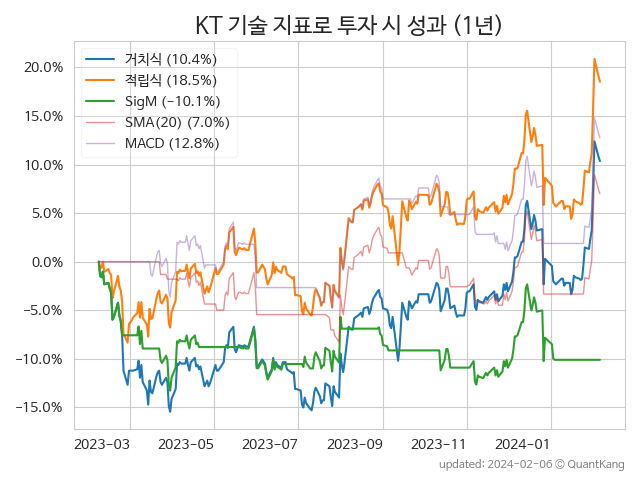 KT 기술 지표로 투자 시 성과 (1년)
거치식 (10.4%)
적립식 (18.5%)
SigM (−10.1%)
SMA(20) (7.0%)
MACD (12.8%)
20.0%
15.0%
10.0%
5.0%
0.0%
−5.0%
−10.0%
−15.0%
2023-03 2023-05 2023-07 2023-09 2023-11 2024-01
updated: 2024-02-06 ⓒ QuantKang